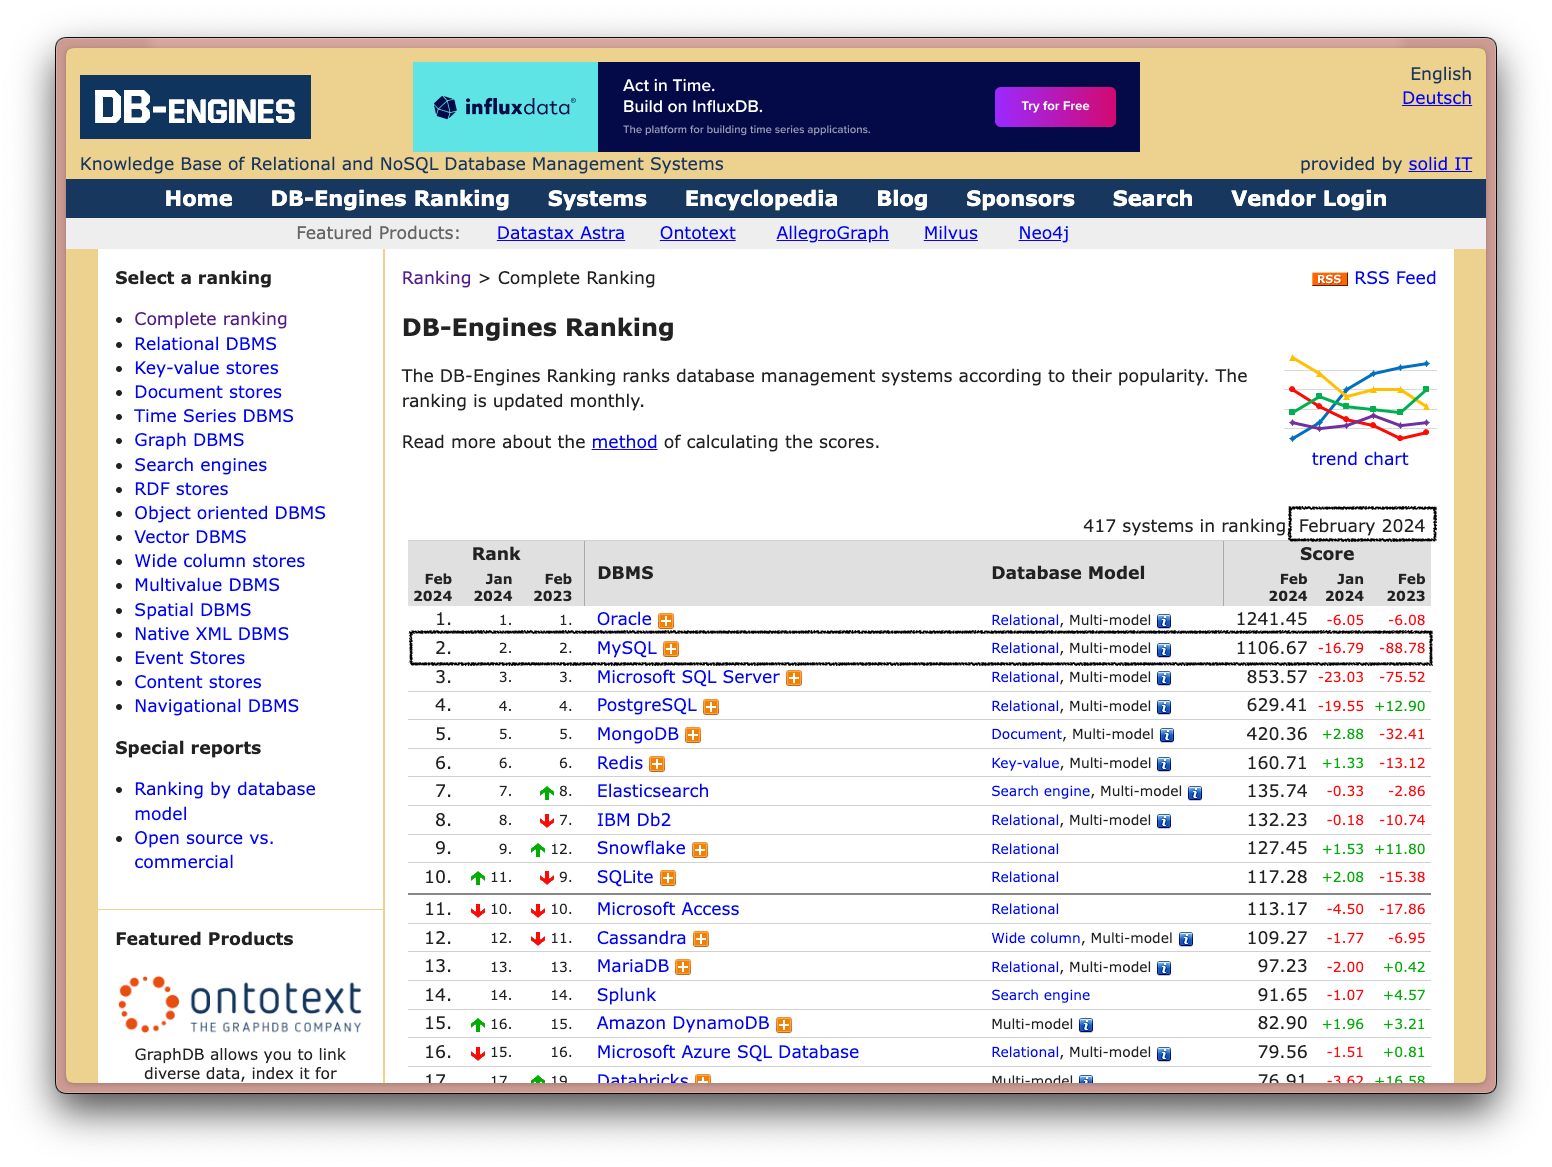 DB-ENGINES
influxdata®
Act in Time.
Build on InfluxDB.
The platform for building time series applications.
Try for Free
English
Deutsch
Knowledge Base of Relational and NoSQL Database Management Systems
provided by solid IT
Home DB-Engines Ranking Systems Encyclopedia Blog Sponsors Search Vendor Login
Featured Products: Datastax Astra Ontotext AllegroGraph Milvus Neo4j
Select a ranking
• Complete ranking
• Relational DBMS
• Key-value stores
• Document stores
• Time Series DBMS
• Graph DBMS
• Search engines
• RDF stores
• Object oriented DBMS
• Vector DBMS
• Wide column stores
• Multivalue DBMS
• Spatial DBMS
• Native XML DBMS
• Event Stores
• Content stores
• Navigational DBMS
Special reports
• Ranking by database
model
• Open source vs.
commercial
Featured Products
ontotext
THE GRAPHDB COMPANY
GraphDB allows you to link
diverse data, index it for
Ranking > Complete Ranking
RSS RSS Feed
DB-Engines Ranking
The DB-Engines Ranking ranks database management systems according to their popularity. The
ranking is updated monthly.
Read more about the method of calculating the scores.
trend chart
417 systems in ranking, February 2024
Rank DBMS Database Model Score
Feb 2024 Jan 2024 Feb 2023 Feb 2024 Jan 2024 Feb 2023
1. 1. 1. Oracle Relational, Multi-model 1241.45 -6.05 -6.08
2. 2. 2. MySQL Relational, Multi-model 1106.67 -16.79 -88.78
3. 3. 3. Microsoft SQL Server Relational, Multi-model 853.57 -23.03 -75.52
4. 4. 4. PostgreSQL Relational, Multi-model 629.41 -19.55 +12.90
5. 5. 5. MongoDB Document, Multi-model 420.36 +2.88 -32.41
6. 6. 6. Redis Key-value, Multi-model 160.71 +1.33 -13.12
7. 7. 8. Elasticsearch Search engine, Multi-model 135.74 -0.33 -2.86
8. 8. 7. IBM Db2 Relational, Multi-model 132.23 -0.18 -10.74
9. 9. 12. Snowflake Relational 127.45 +1.53 +11.80
10. 11. 9. SQLite Relational 117.28 +2.08 -15.38
11. 10. 10. Microsoft Access Relational 113.17 -4.50 -17.86
12. 12. 11. Cassandra Wide column, Multi-model 109.27 -1.77 -6.95
13. 13. 13. MariaDB Relational, Multi-model 97.23 -2.00 +0.42
14. 14. 14. Splunk Search engine 91.65 -1.07 +4.57
15. 16. 15. Amazon DynamoDB Multi-model 82.90 +1.96 +3.21
16. 15. 16. Microsoft Azure SQL Database Relational, Multi-model 79.56 -1.51 +0.81
17. 17. 19. Databricks Multi-model 76.91 -3.62 +16.58